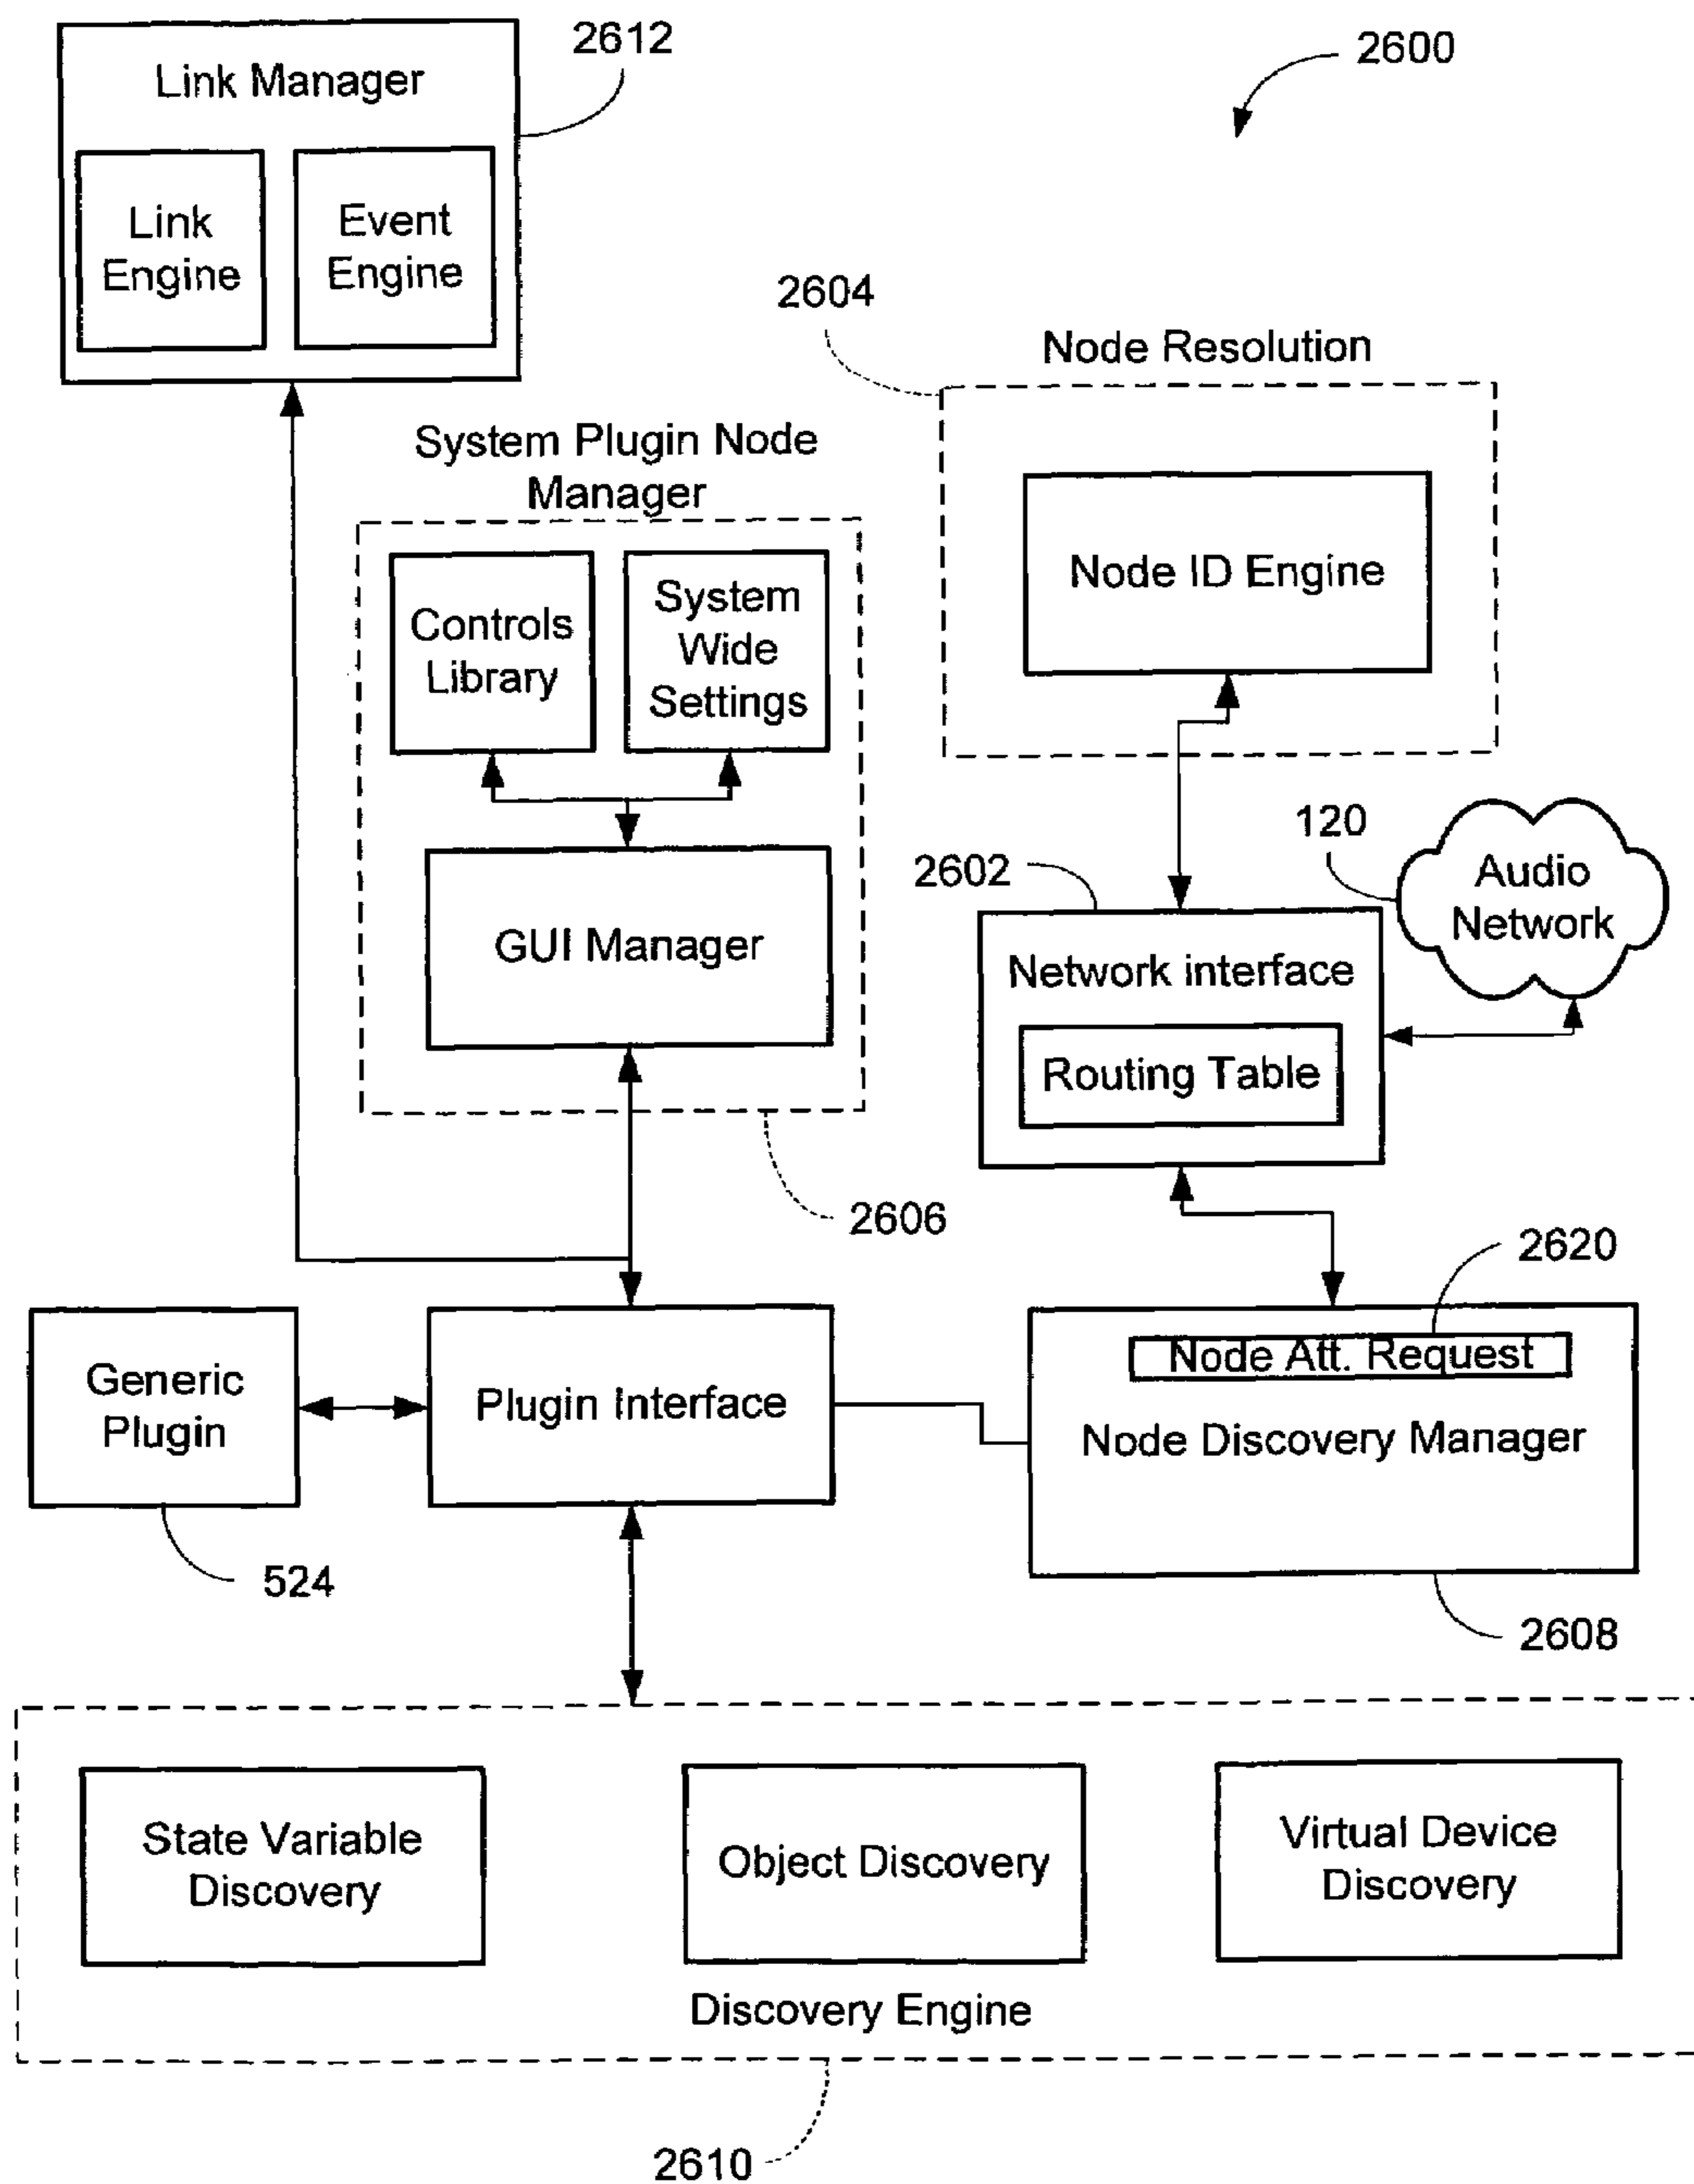 2612
2600
Link Manager
Link
Engine
Event
Engine
2604
Node Resolution
System Plugin Node
Manager
Node ID Engine
Controls
Library
System
Wide
Settings
120
Audio
Network
2602
GUI Manager
Network interface
Routing Table
2606
2620
Node Att. Request
Generic
Plugin
Plugin Interface
Node Discovery Manager
524
2608
State Variable
Discovery
Object Discovery
Virtual Device
Discovery
Discovery Engine
2610